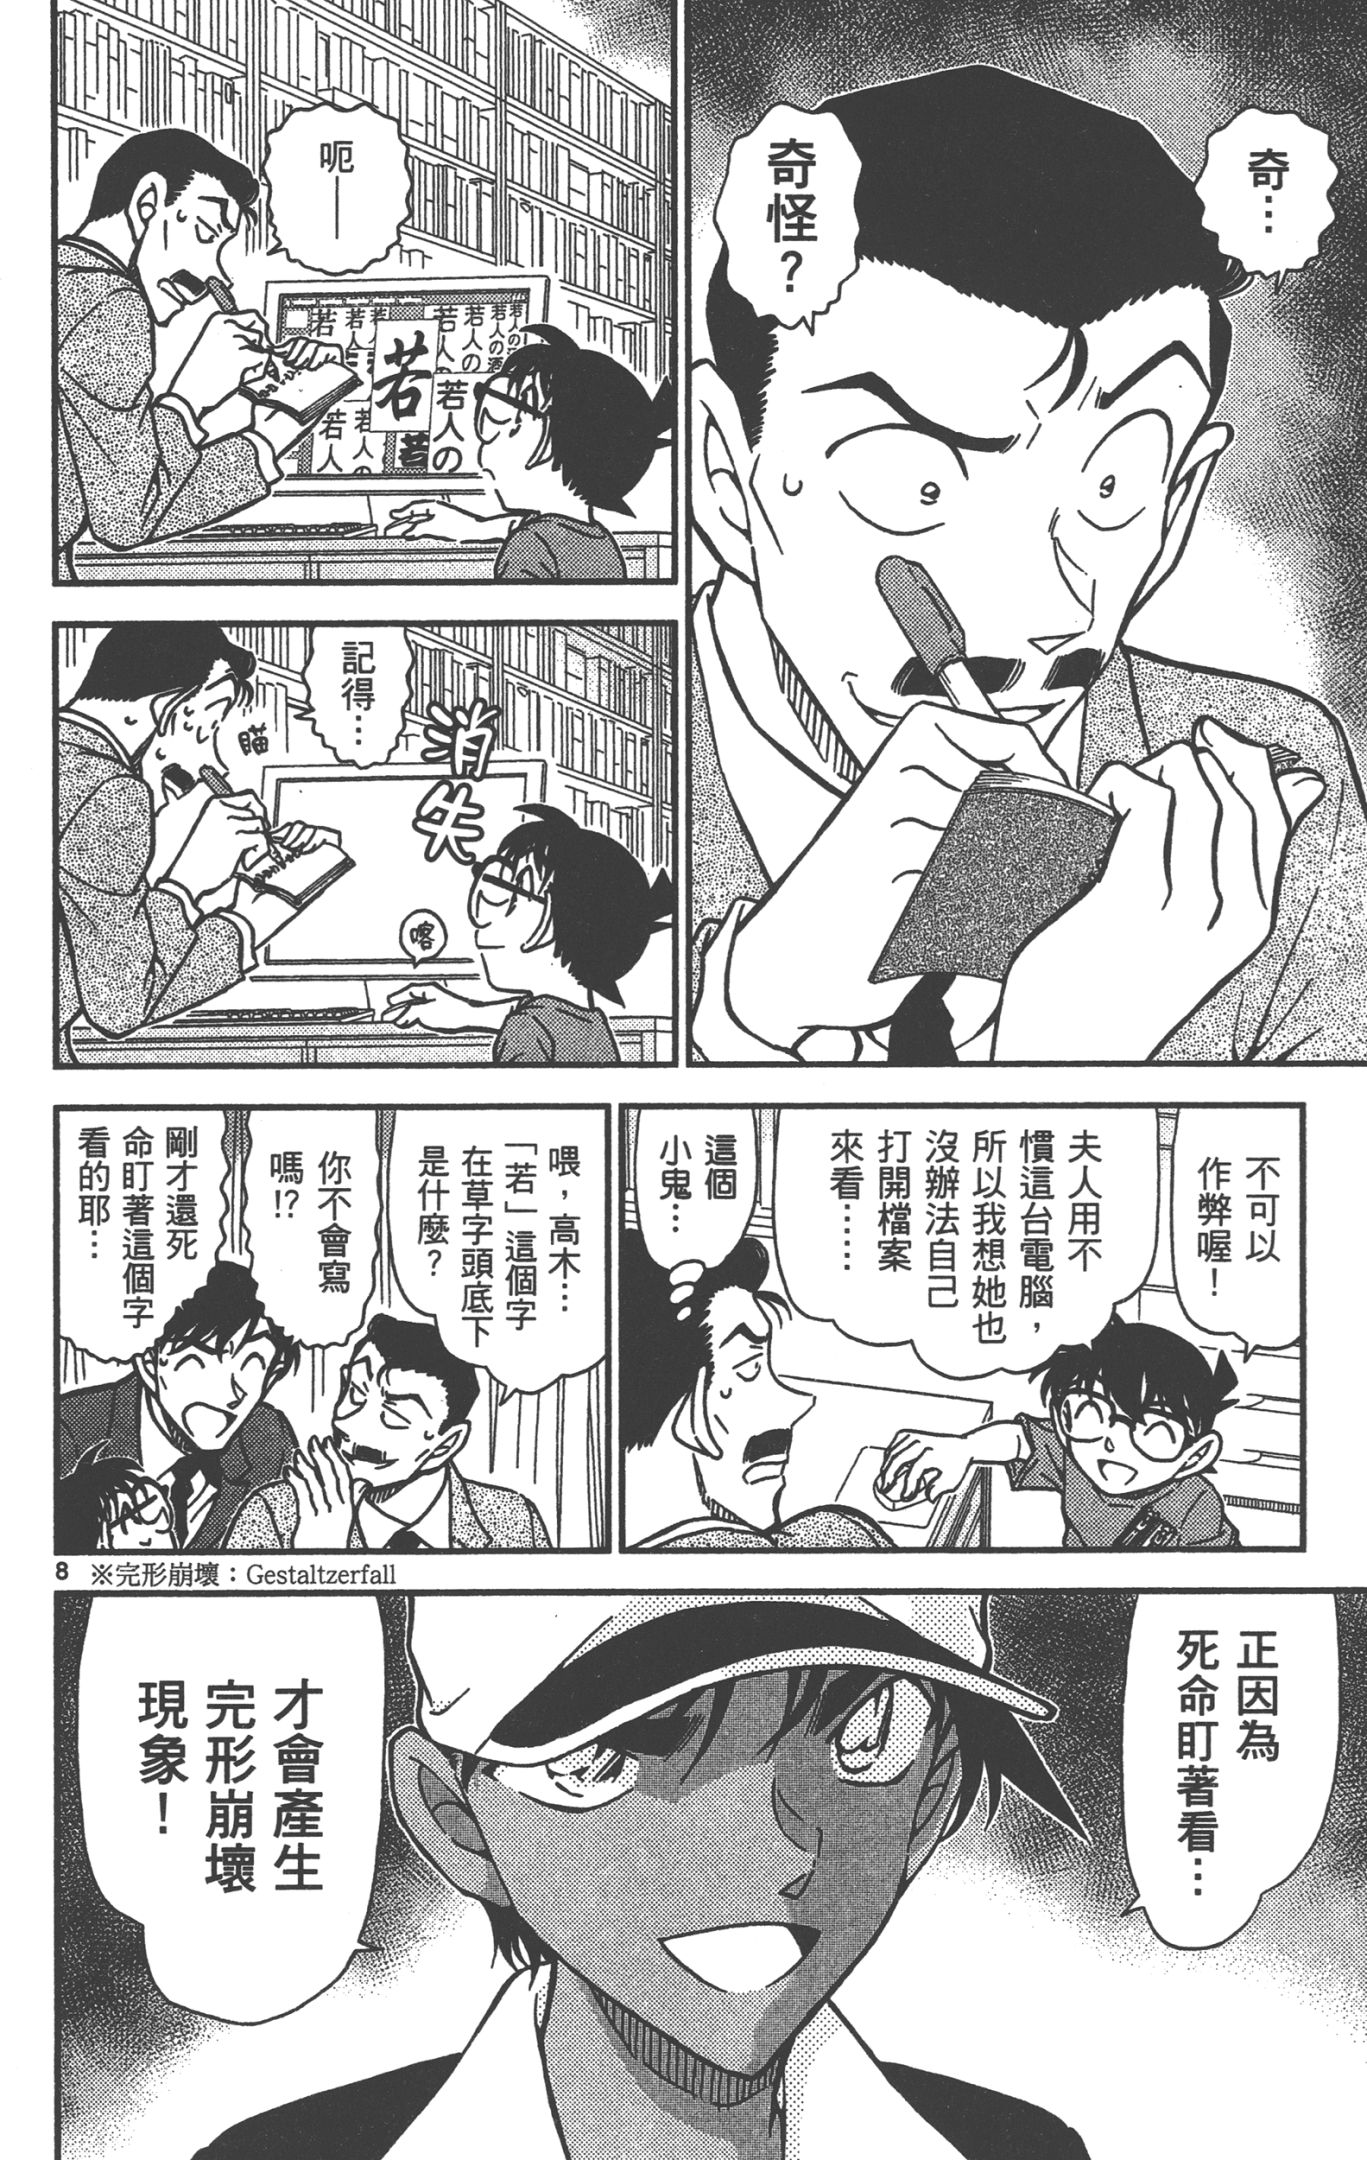 奇…
奇怪？
呃——
若
若人の
若人の
若人の酒
若人
若人の
若
若人の
記得…
消失
瞄
喀
不可以
作弊喔！
夫人用不
慣這台電腦，
所以我想她也
沒辦法自己
打開檔案
來看……
這個
小鬼…
喂，高木…
「若」這個字
在草字頭底下
是什麼？
你不會寫
嗎!?
剛才還死
命盯著這個字
看的耶…
8 ※完形崩壞：Gestaltzerfall
正因為
死命盯著看…
才會產生
完形崩壞
現象！